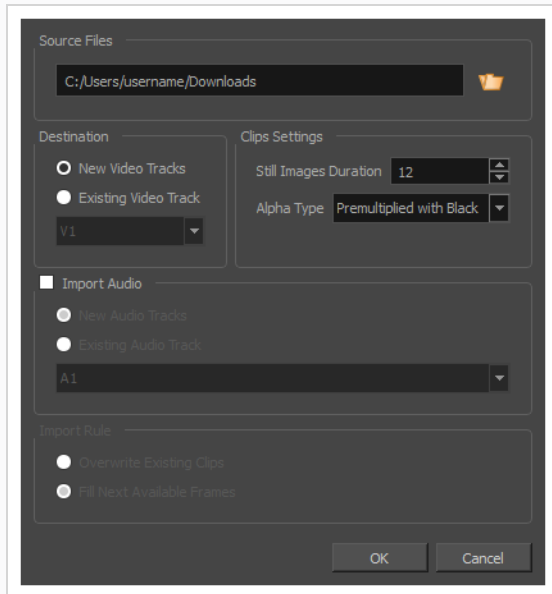 Source Files
C:/Users/username/Downloads
Destination
New Video Tracks
Existing Video Track
V1
Clips Settings
Still Images Duration 12
Alpha Type Premultiplied with Black
Import Audio
New Audio Tracks
Existing Audio Track
A1
Import Rule
Overwrite Existing Clips
Fill Next Available Frames
OK Cancel